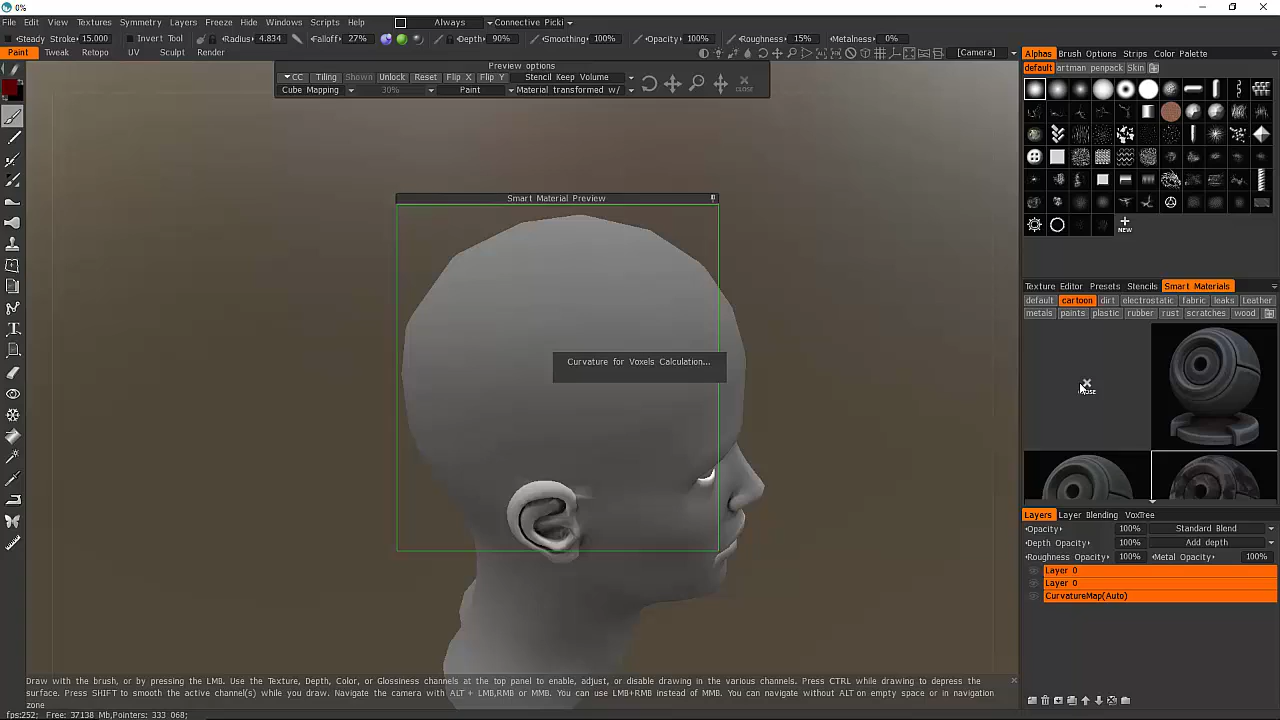 0%
File Edit View Textures Symmetry Layers Freeze Hide Windows Scripts Help Always Connective Picki
Steady Stroke 15.000 Invert Tool Radius 4.834 Falloff 27% Depth 90% Smoothing 100% Opacity 100% Roughness 15% Metalness 0%
Paint Tweak Retopo UV Sculpt Render [Camera]
Alphas Brush Options Strips Color Palette
default artman penpack Skin
Preview options
CC Tiling Shown Unlock Reset Flip X Flip Y Stencil Keep Volume
Cube Mapping 30% Paint Material transformed w/ CLOSE
NEW
Smart Material Preview
Curvature for Voxels Calculation...
Texture Editor Presets Stencils Smart Materials
default cartoon dirt electrostatic fabric leaks Leather
metals paints plastic rubber rust scratches wood
Layers Layer Blending VoxTree
Opacity 100% Standard Blend
Depth Opacity 100% Add depth
Roughness Opacity 100% Metal Opacity 100%
Layer 0
Layer 0
CurvatureMap(Auto)
Draw with the brush, or by pressing the LMB. Use the Texture, Depth, Color, or Glossiness channels at the top panel to enable, adjust, or disable drawing in the various channels. Press CTRL while drawing to depress the
surface. Press SHIFT to smooth the active channel(s) while you draw. Navigate the camera with ALT + LMB,RMB or MMB. You can use LMB+RMB instead of MMB. You can navigate without ALT on empty space or in navigation
zone
fps:252; Free: 37138 Mb,Pointers: 333 068;